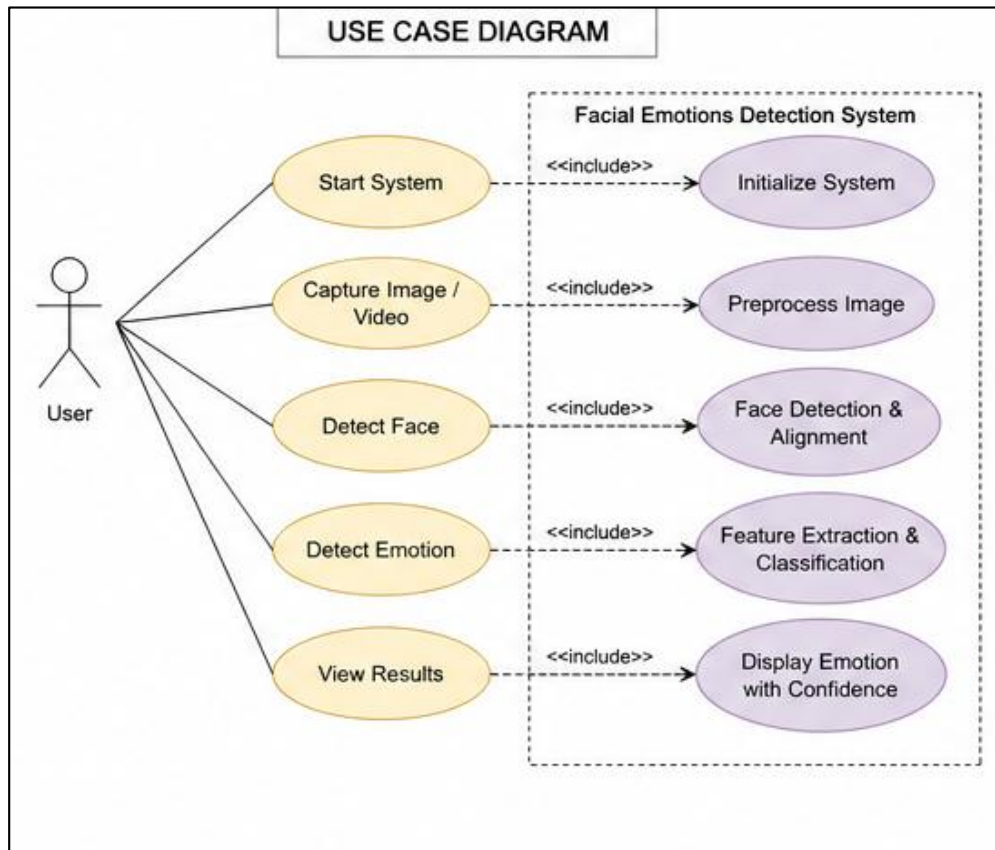 USE CASE DIAGRAM
Facial Emotions Detection System
Start System
<<include>>
Initialize System
Capture Image /
Video
<<include>>
Preprocess Image
User
Detect Face
<<include>>
Face Detection &
Alignment
Detect Emotion
<<include>>
Feature Extraction &
Classification
View Results
<<include>>
Display Emotion
with Confidence